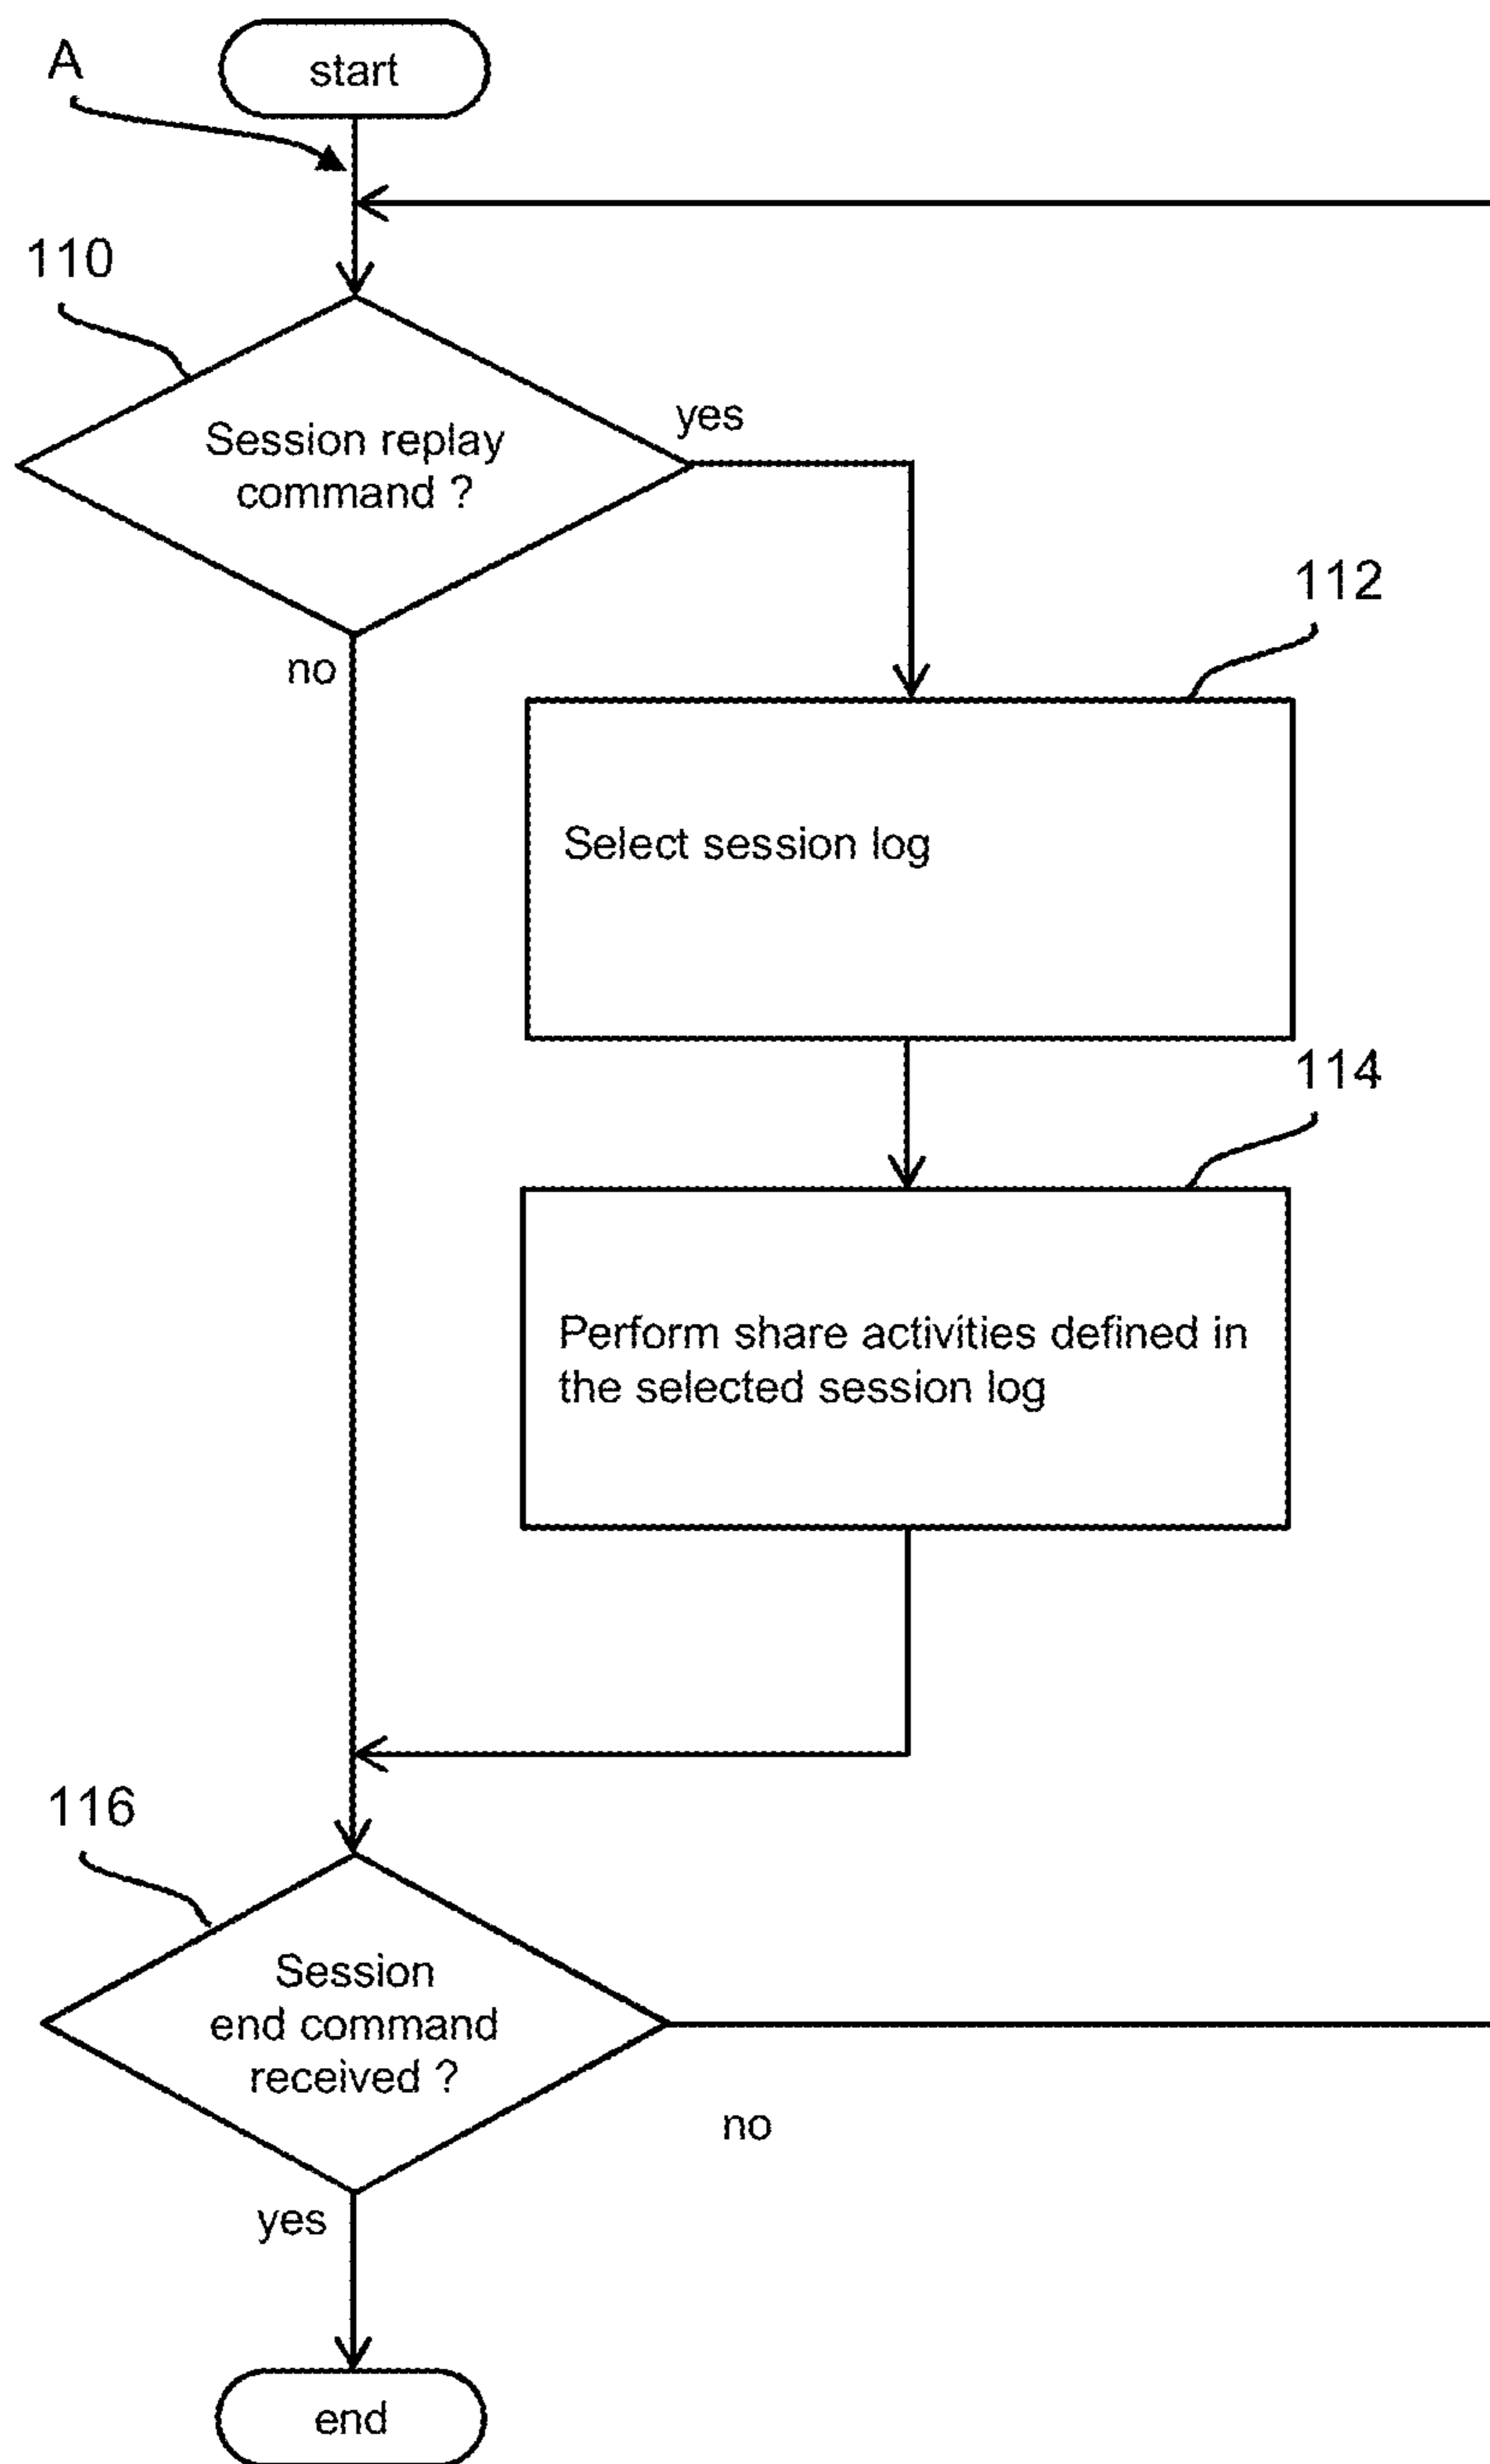 A
start
110
Session replay
command ?
yes
no
112
Select session log
114
Perform share activities defined in
the selected session log
116
Session
end command
received ?
no
yes
end